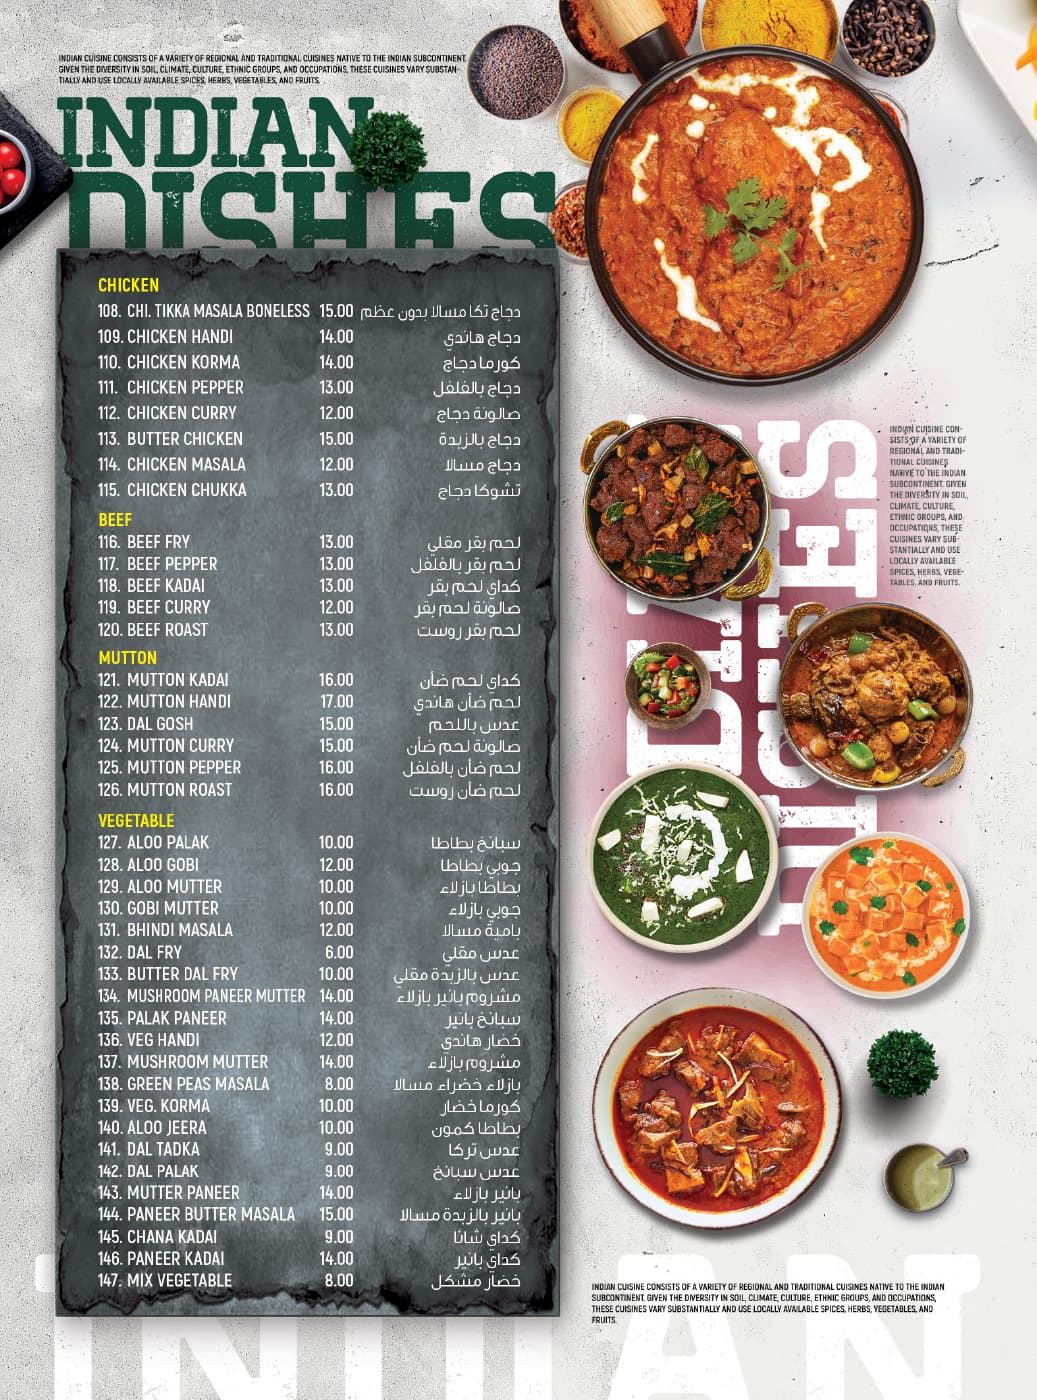 INDIAN CUISINE CONSISTS OF A VARIETY OF REGIONAL AND TRADITIONAL CUISINES NATIVE TO THE INDIAN SUBCONTINENT.
GIVEN THE DIVERSITY IN SOIL, CLIMATE, CULTURE, ETHNIC GROUPS, AND OCCUPATIONS, THESE CUISINES VARY SUBSTAN-
TIALLY AND USE LOCALLY AVAILABLE SPICES, HERBS, VEGETABLES, AND FRUITS.
INDIAN
DISHES
CHICKEN
108. CHI. TIKKA MASALA BONELESS 15.00 دجاج تكا مسالا بدون عظم
109. CHICKEN HANDI 14.00 دجاج هاندي
110. CHICKEN KORMA 14.00 كورما دجاج
111. CHICKEN PEPPER 13.00 دجاج بالفلفل
112. CHICKEN CURRY 12.00 صالونة دجاج
113. BUTTER CHICKEN 15.00 دجاج بالزبدة
114. CHICKEN MASALA 12.00 دجاج مسالا
115. CHICKEN CHUKKA 13.00 تشوكا دجاج
BEEF
116. BEEF FRY 13.00 لحم بقر مقلي
117. BEEF PEPPER 13.00 لحم بقر بالفلفل
118. BEEF KADAI 13.00 كداي لحم بقر
119. BEEF CURRY 12.00 صالونة لحم بقر
120. BEEF ROAST 13.00 لحم بقر روست
MUTTON
121. MUTTON KADAI 16.00 كداي لحم ضأن
122. MUTTON HANDI 17.00 لحم ضأن هاندي
123. DAL GOSH 15.00 عدس باللحم
124. MUTTON CURRY 15.00 صالونة لحم ضأن
125. MUTTON PEPPER 16.00 لحم ضأن بالفلفل
126. MUTTON ROAST 16.00 لحم ضأن روست
VEGETABLE
127. ALOO PALAK 10.00 سبانخ بطاطا
128. ALOO GOBI 12.00 جوبي بطاطا
129. ALOO MUTTER 10.00 بطاطا بازلاء
130. GOBI MUTTER 10.00 جوبي بازلاء
131. BHINDI MASALA 12.00 بامية مسالا
132. DAL FRY 6.00 عدس مقلي
133. BUTTER DAL FRY 10.00 عدس بالزبدة مقلي
134. MUSHROOM PANEER MUTTER 14.00 مشروم بانير بازلاء
135. PALAK PANEER 14.00 سبانخ بانير
136. VEG HANDI 12.00 خضار هاندي
137. MUSHROOM MUTTER 14.00 مشروم بازلاء
138. GREEN PEAS MASALA 8.00 بازلاء خضراء مسالا
139. VEG. KORMA 10.00 كورما خضار
140. ALOO JEERA 10.00 بطاطا كمون
141. DAL TADKA 9.00 عدس تركا
142. DAL PALAK 9.00 عدس سبانخ
143. MUTTER PANEER 14.00 بانير بازلاء
144. PANEER BUTTER MASALA 15.00 بانير بالزبدة مسالا
145. CHANA KADAI 9.00 كداي شانا
146. PANEER KADAI 14.00 كداي بانير
147. MIX VEGETABLE 8.00 خضار مشكل
INDIAN CUISINE CON-
SISTS OF A VARIETY OF
REGIONAL AND TRADI-
TIONAL CUISINES
NATIVE TO THE INDIAN
SUBCONTINENT. GIVEN
THE DIVERSITY IN SOIL,
CLIMATE, CULTURE,
ETHNIC GROUPS, AND
OCCUPATIONS, THESE
CUISINES VARY SUB-
STANTIALLY AND USE
LOCALLY AVAILABLE
SPICES, HERBS, VEGE-
TABLES, AND FRUITS.
INDIAN CUISINE CONSISTS OF A VARIETY OF REGIONAL AND TRADITIONAL CUISINES NATIVE TO THE INDIAN
SUBCONTINENT. GIVEN THE DIVERSITY IN SOIL, CLIMATE, CULTURE, ETHNIC GROUPS, AND OCCUPATIONS,
THESE CUISINES VARY SUBSTANTIALLY AND USE LOCALLY AVAILABLE SPICES, HERBS, VEGETABLES, AND
FRUITS.
INDIAN